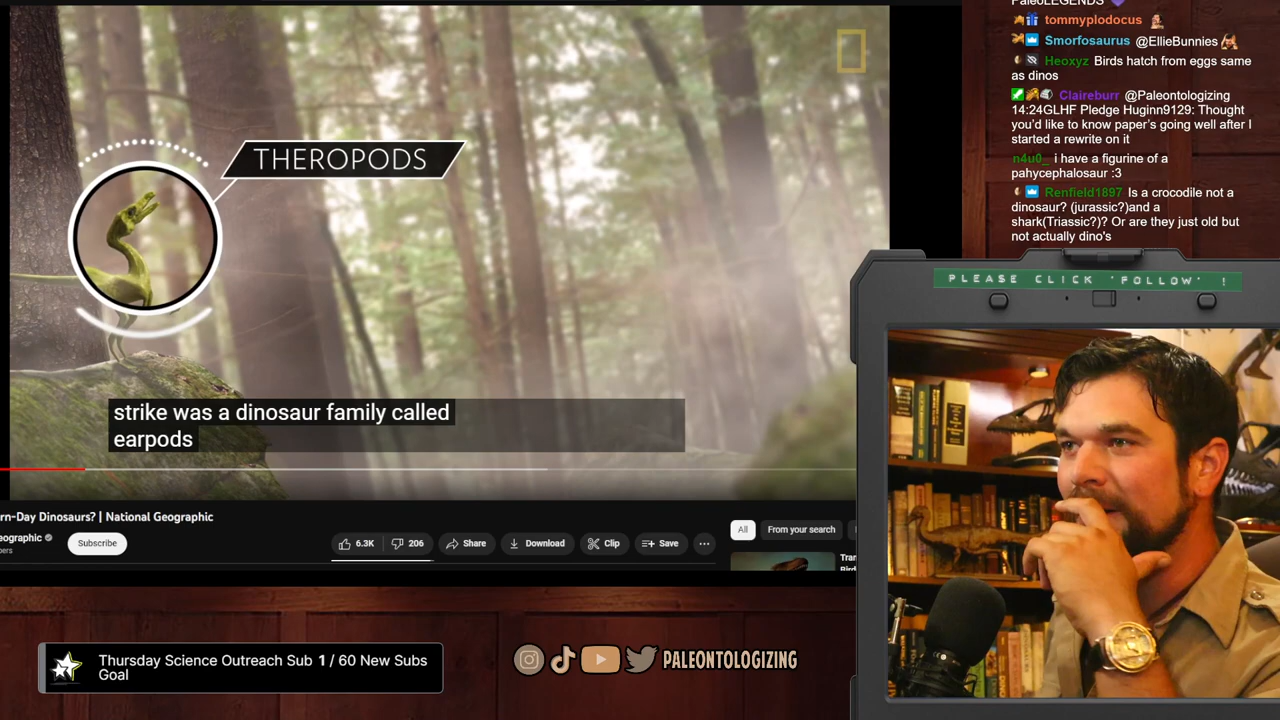 THEROPODS
strike was a dinosaur family called
earpods
rn-Day Dinosaurs? | National Geographic
eographic
bers
Subscribe
6.3K
206
Share
Download
Clip
Save
All
From your search
Tran
Bird
Thursday Science Outreach Sub 1 / 60 New Subs
Goal
PALEONTOLOGIZING
PaleoLEGENDS
tommyplodocus
Smorfosaurus @EllieBunnies
Heoxyz Birds hatch from eggs same
as dinos
Claireburr @Paleontologizing
14:24GLHF Pledge Huginn9129: Thought
you'd like to know paper's going well after I
started a rewrite on it
n4u0_ i have a figurine of a
pahycephalosaur :3
Renfield1897 Is a crocodile not a
dinosaur? (jurassic?)and a
shark(Triassic?)? Or are they just old but
not actually dino's
PLEASE CLICK 'FOLLOW' !